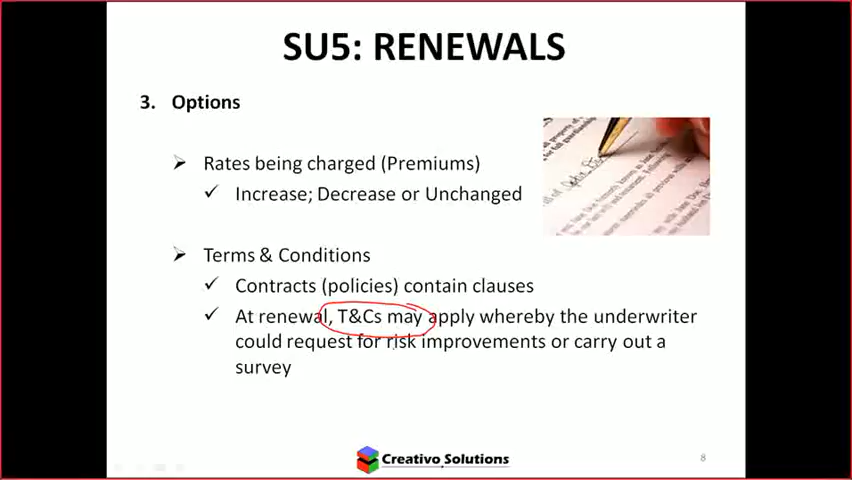 SU5: RENEWALS
3. Options
➢ Rates being charged (Premiums)
✓ Increase; Decrease or Unchanged
➢ Terms & Conditions
✓ Contracts (policies) contain clauses
✓ At renewal, T&Cs may apply whereby the underwriter
could request for risk improvements or carry out a
survey
Creativo Solutions
8